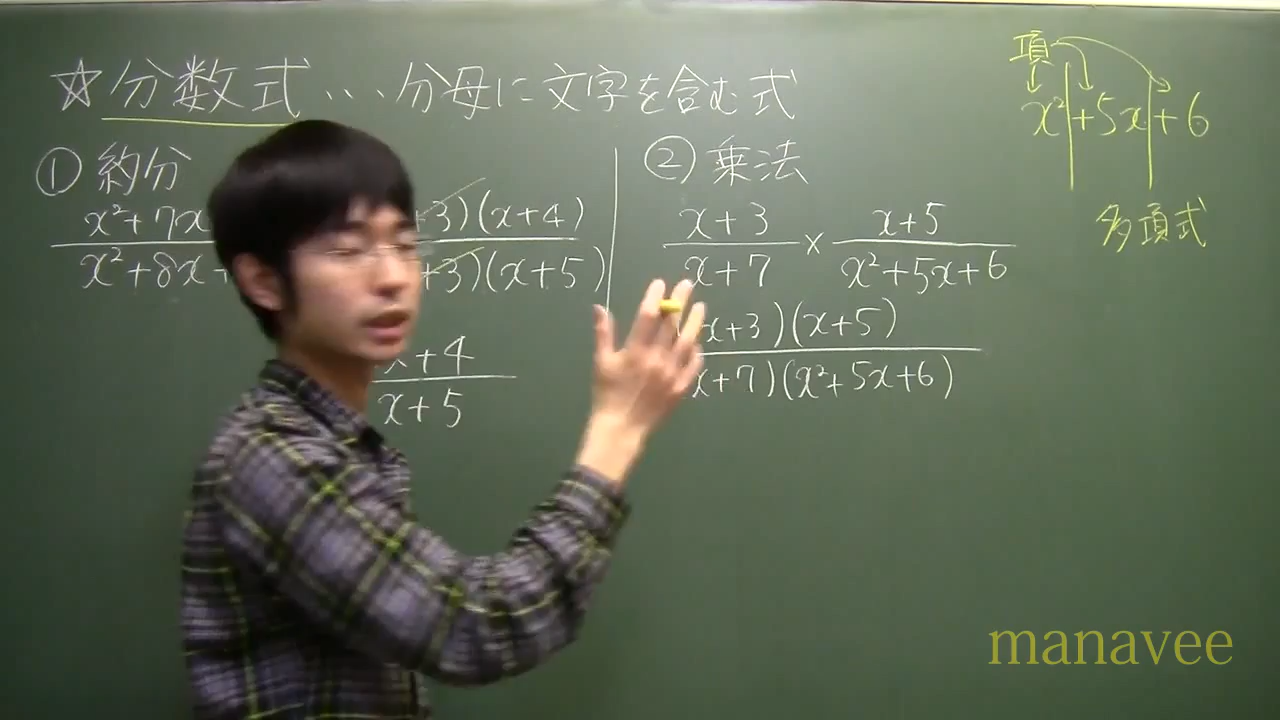 ☆分数式…分母に文字を含む式
項
x²+5x+6
多項式
① 約分
x²+7x
x²+8x+
+3)(x+4)
+3)(x+5)
x+4
x+5
② 乗法
x+3
x+7
×
x+5
x²+5x+6
(x+3)(x+5)
x+7)(x²+5x+6)
manavee